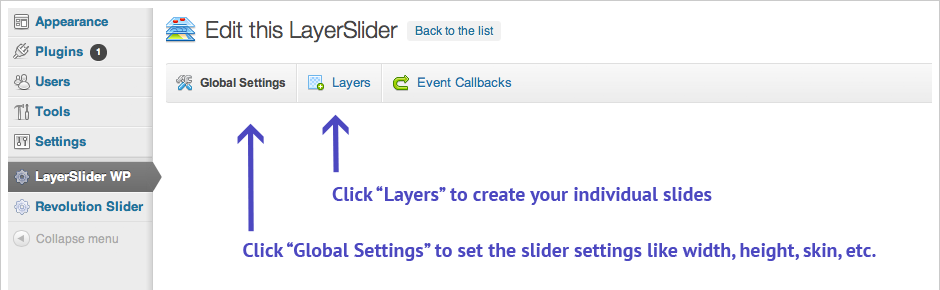 Appearance
Plugins 1
Users
Tools
Settings
LayerSlider WP
Revolution Slider
Collapse menu
Edit this LayerSlider Back to the list
Global Settings Layers Event Callbacks
Click “Layers” to create your individual slides
Click “Global Settings” to set the slider settings like width, height, skin, etc.